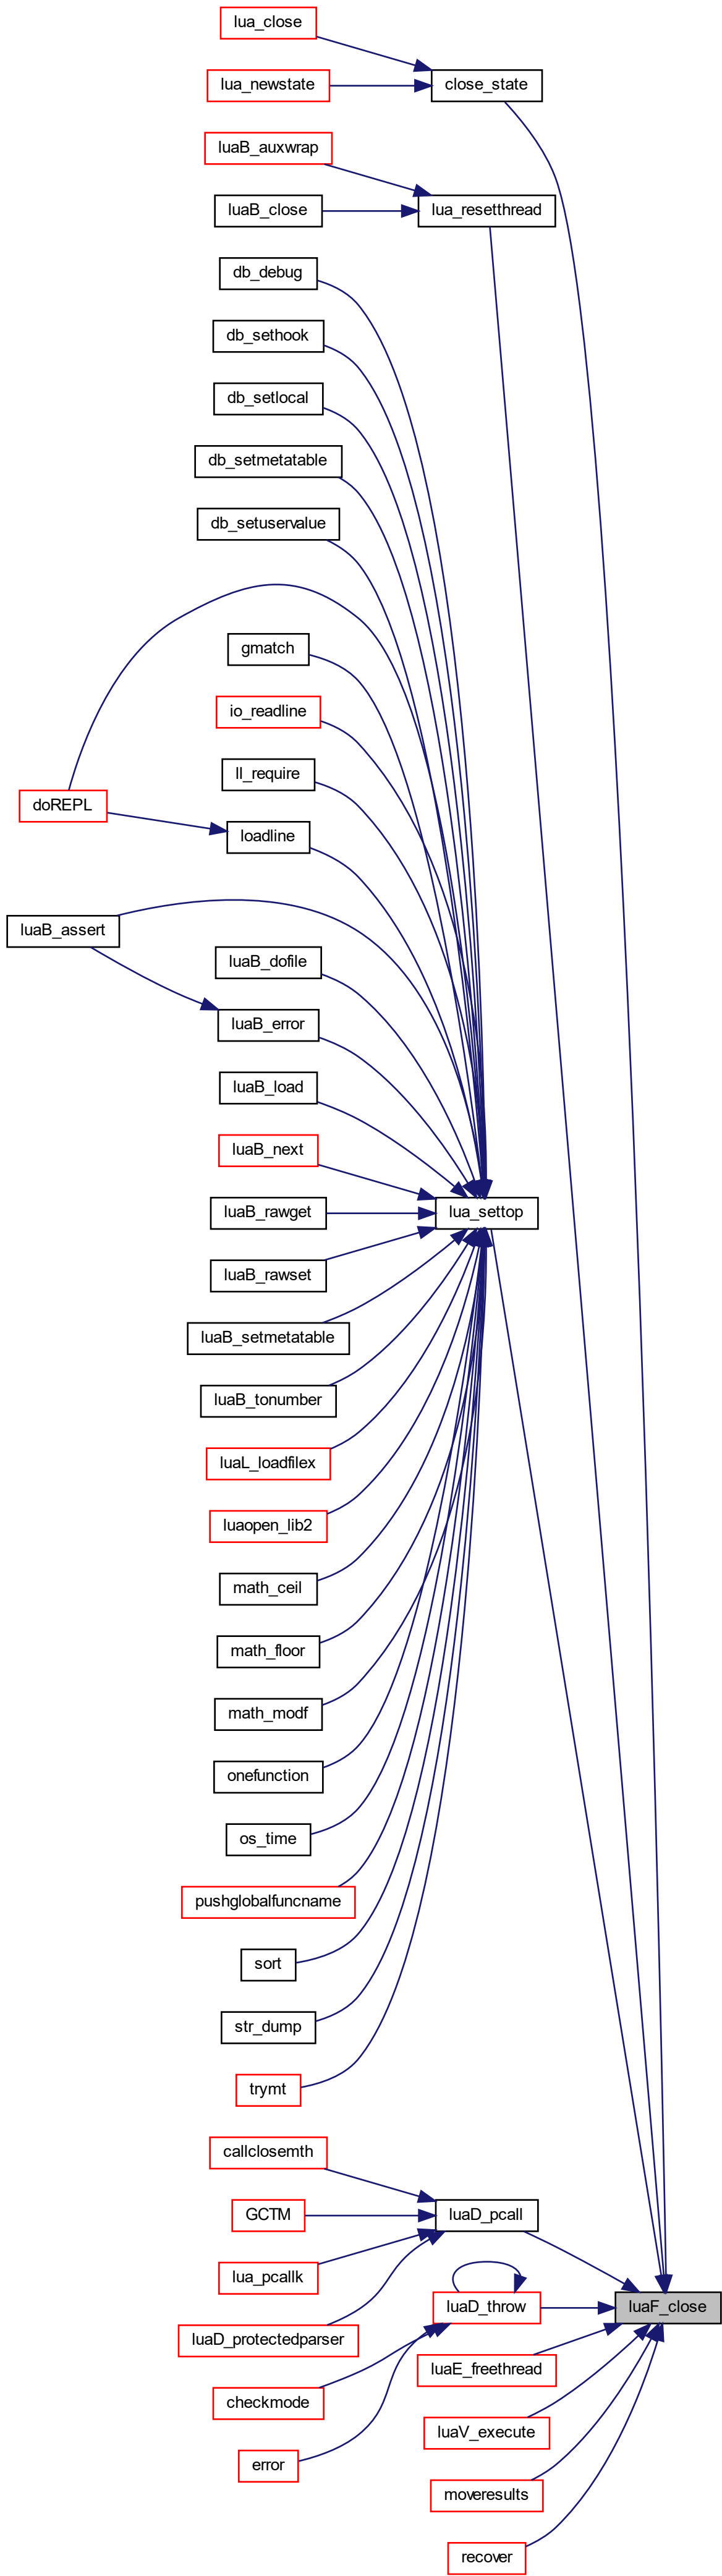 lua_close
lua_newstate
close_state
luaB_auxwrap
luaB_close
lua_resetthread
db_debug
db_sethook
db_setlocal
db_setmetatable
db_setuservalue
gmatch
io_readline
ll_require
doREPL
loadline
luaB_assert
luaB_dofile
luaB_error
luaB_load
luaB_next
luaB_rawget
lua_settop
luaB_rawset
luaB_setmetatable
luaB_tonumber
luaL_loadfilex
luaopen_lib2
math_ceil
math_floor
math_modf
onefunction
os_time
pushglobalfuncname
sort
str_dump
trymt
callclosemth
GCTM
luaD_pcall
lua_pcallk
luaD_throw
luaF_close
luaD_protectedparser
luaE_freethread
checkmode
luaV_execute
error
moveresults
recover